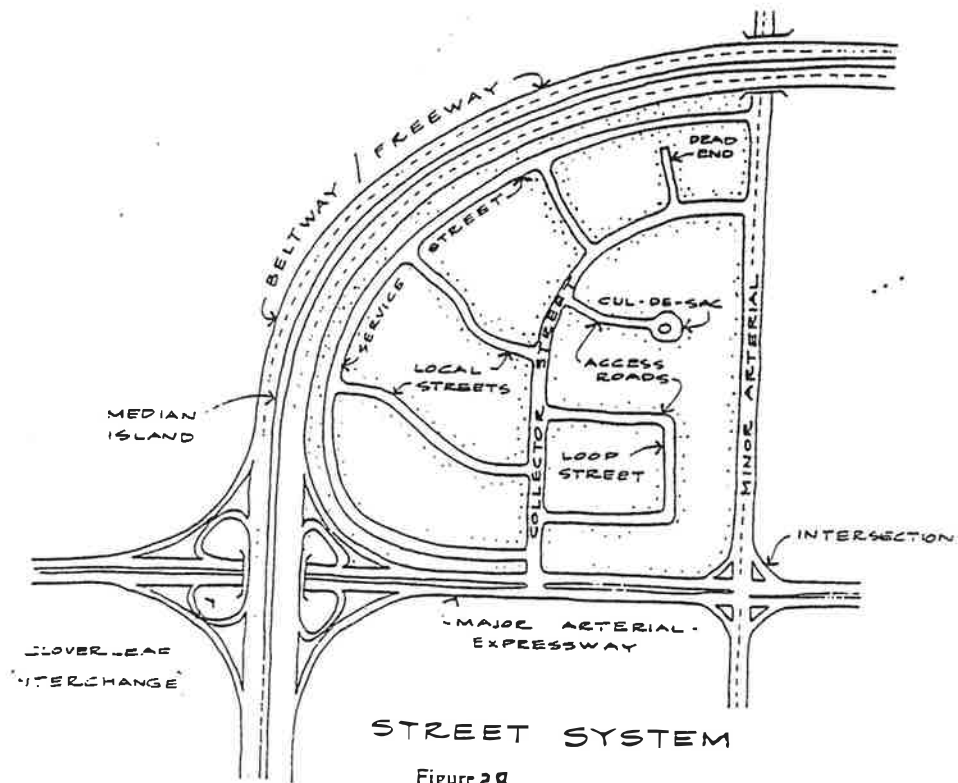 BELTWAY / FREEWAY
DEAD
END
SERVICE STREET
CUL-DE-SAC
ACCESS
ROADS
LOCAL
STREETS
COLLECTOR STREET
MINOR ARTERIAL
MEDIAN
ISLAND
LOOP
STREET
INTERSECTION
MAJOR ARTERIAL-
EXPRESSWAY
STREET SYSTEM
Figure